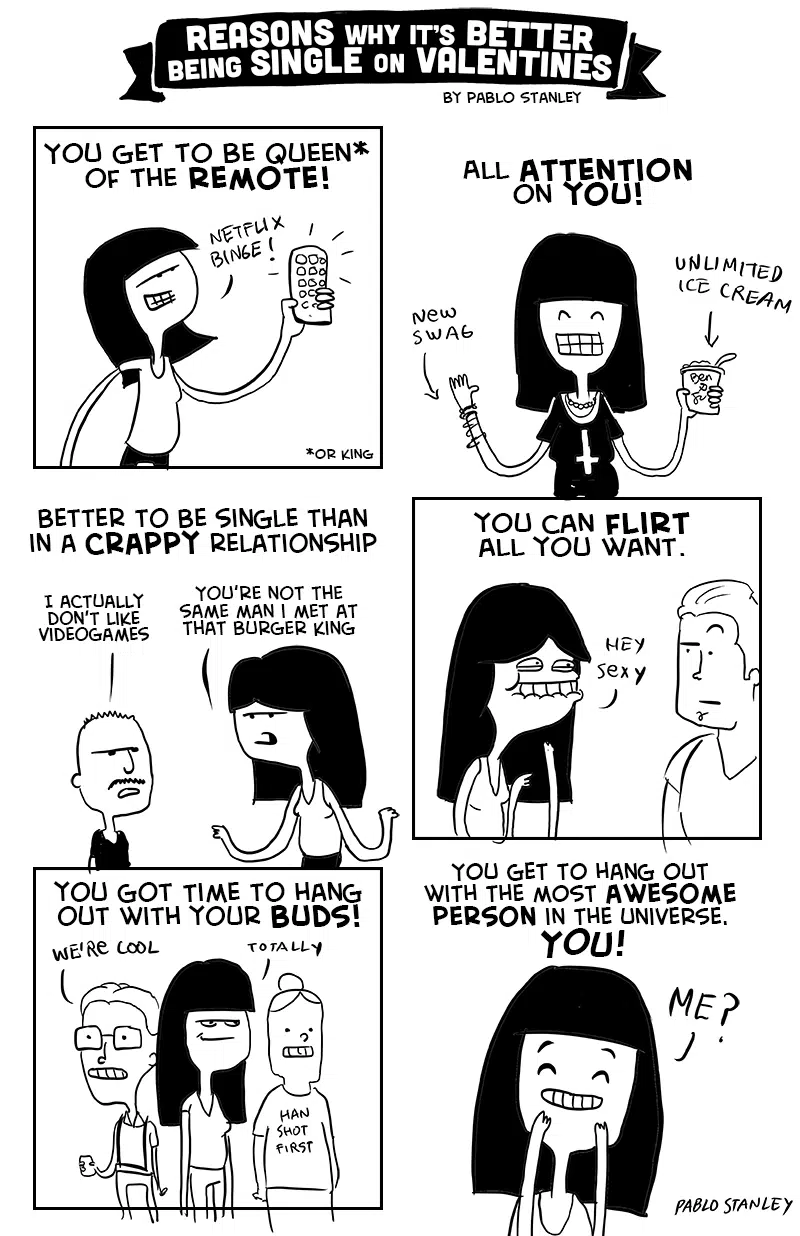 REASONS WHY IT'S BETTER
BEING SINGLE ON VALENTINES
BY PABLO STANLEY
YOU GET TO BE QUEEN*
OF THE REMOTE!
NETFLIX
BINGE!
*OR KING
ALL ATTENTION
ON YOU!
NEW
SWAG
UNLIMITED
ICE CREAM
Ben
&
Je
BETTER TO BE SINGLE THAN
IN A CRAPPY RELATIONSHIP
I ACTUALLY
DON'T LIKE
VIDEOGAMES
YOU'RE NOT THE
SAME MAN I MET AT
THAT BURGER KING
YOU CAN FLIRT
ALL YOU WANT.
HEY
SEXY
YOU GOT TIME TO HANG
OUT WITH YOUR BUDS!
WE'RE COOL
TOTALLY
HAN
SHOT
FIRST
YOU GET TO HANG OUT
WITH THE MOST AWESOME
PERSON IN THE UNIVERSE.
YOU!
ME?
PABLO STANLEY